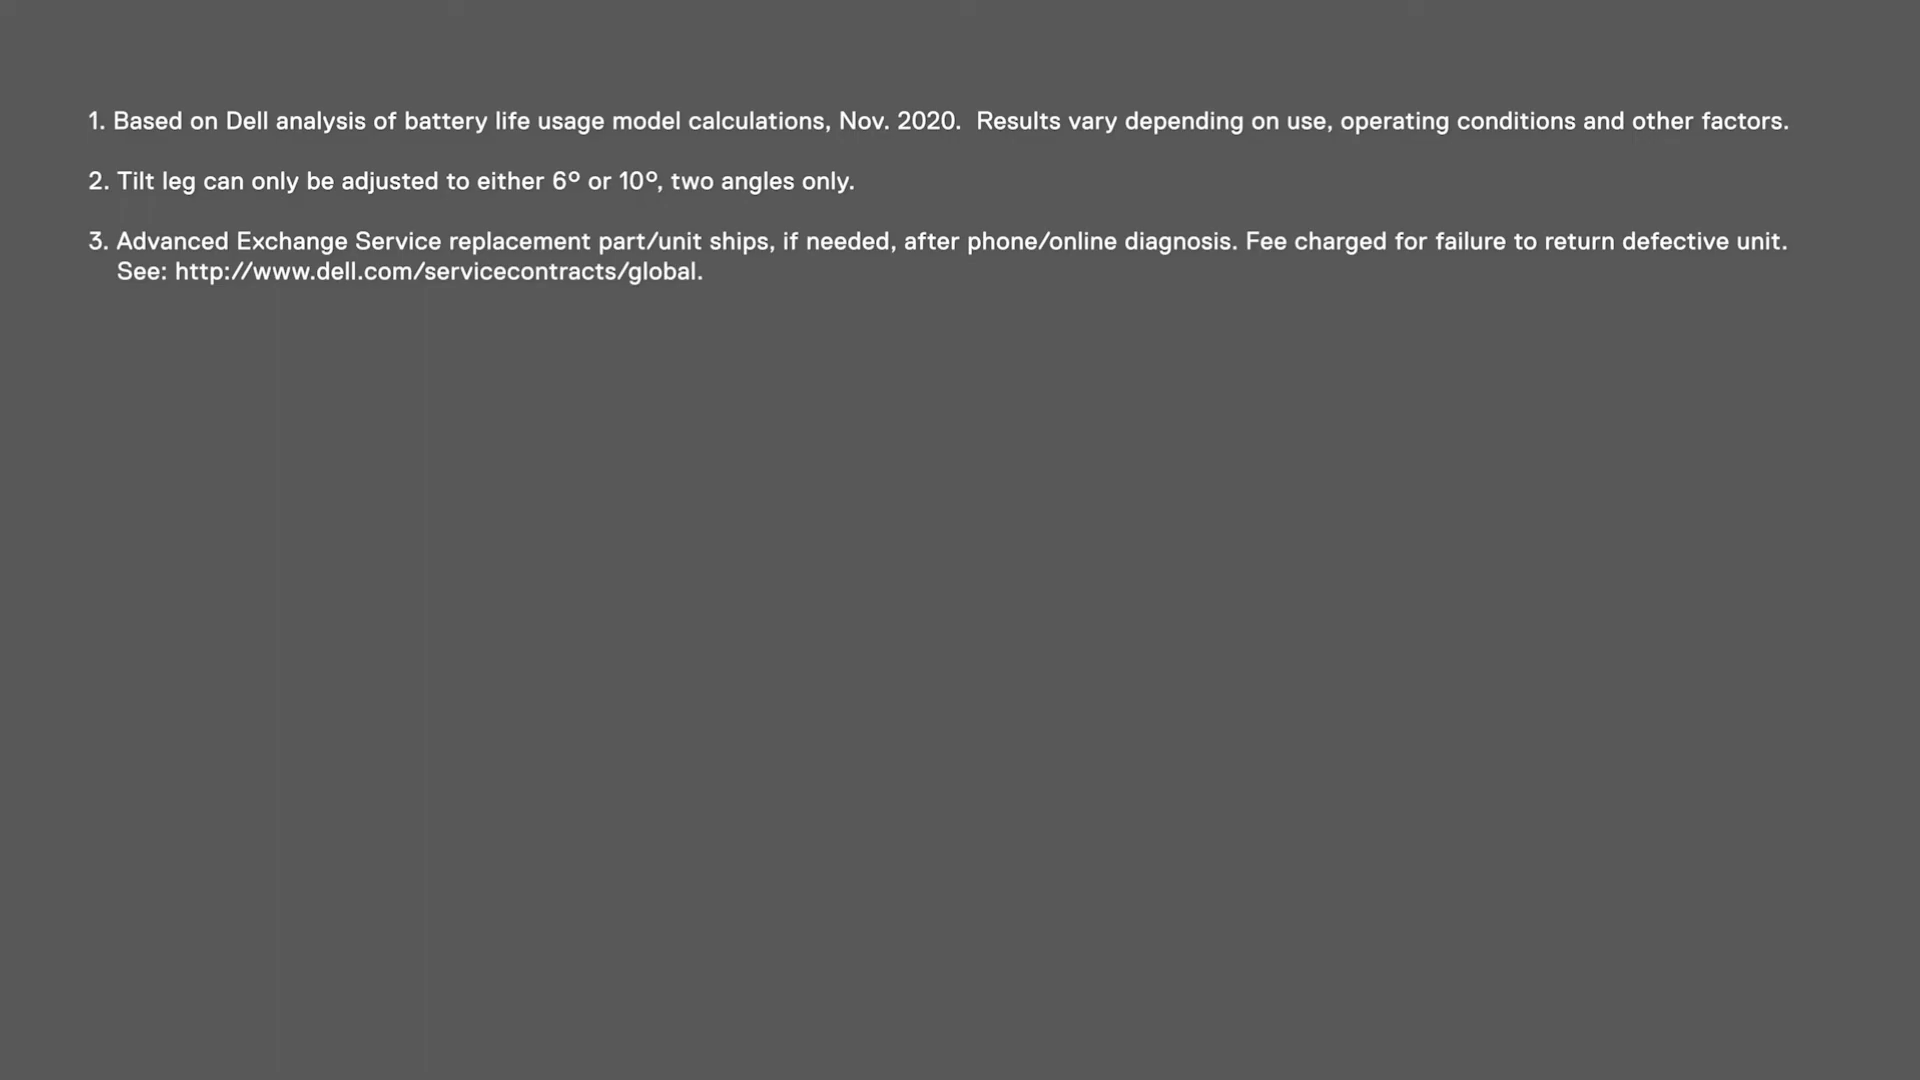 1. Based on Dell analysis of battery life usage model calculations, Nov. 2020.  Results vary depending on use, operating conditions and other factors.
2. Tilt leg can only be adjusted to either 6º or 10º, two angles only.
3. Advanced Exchange Service replacement part/unit ships, if needed, after phone/online diagnosis. Fee charged for failure to return defective unit.
See: http://www.dell.com/servicecontracts/global.